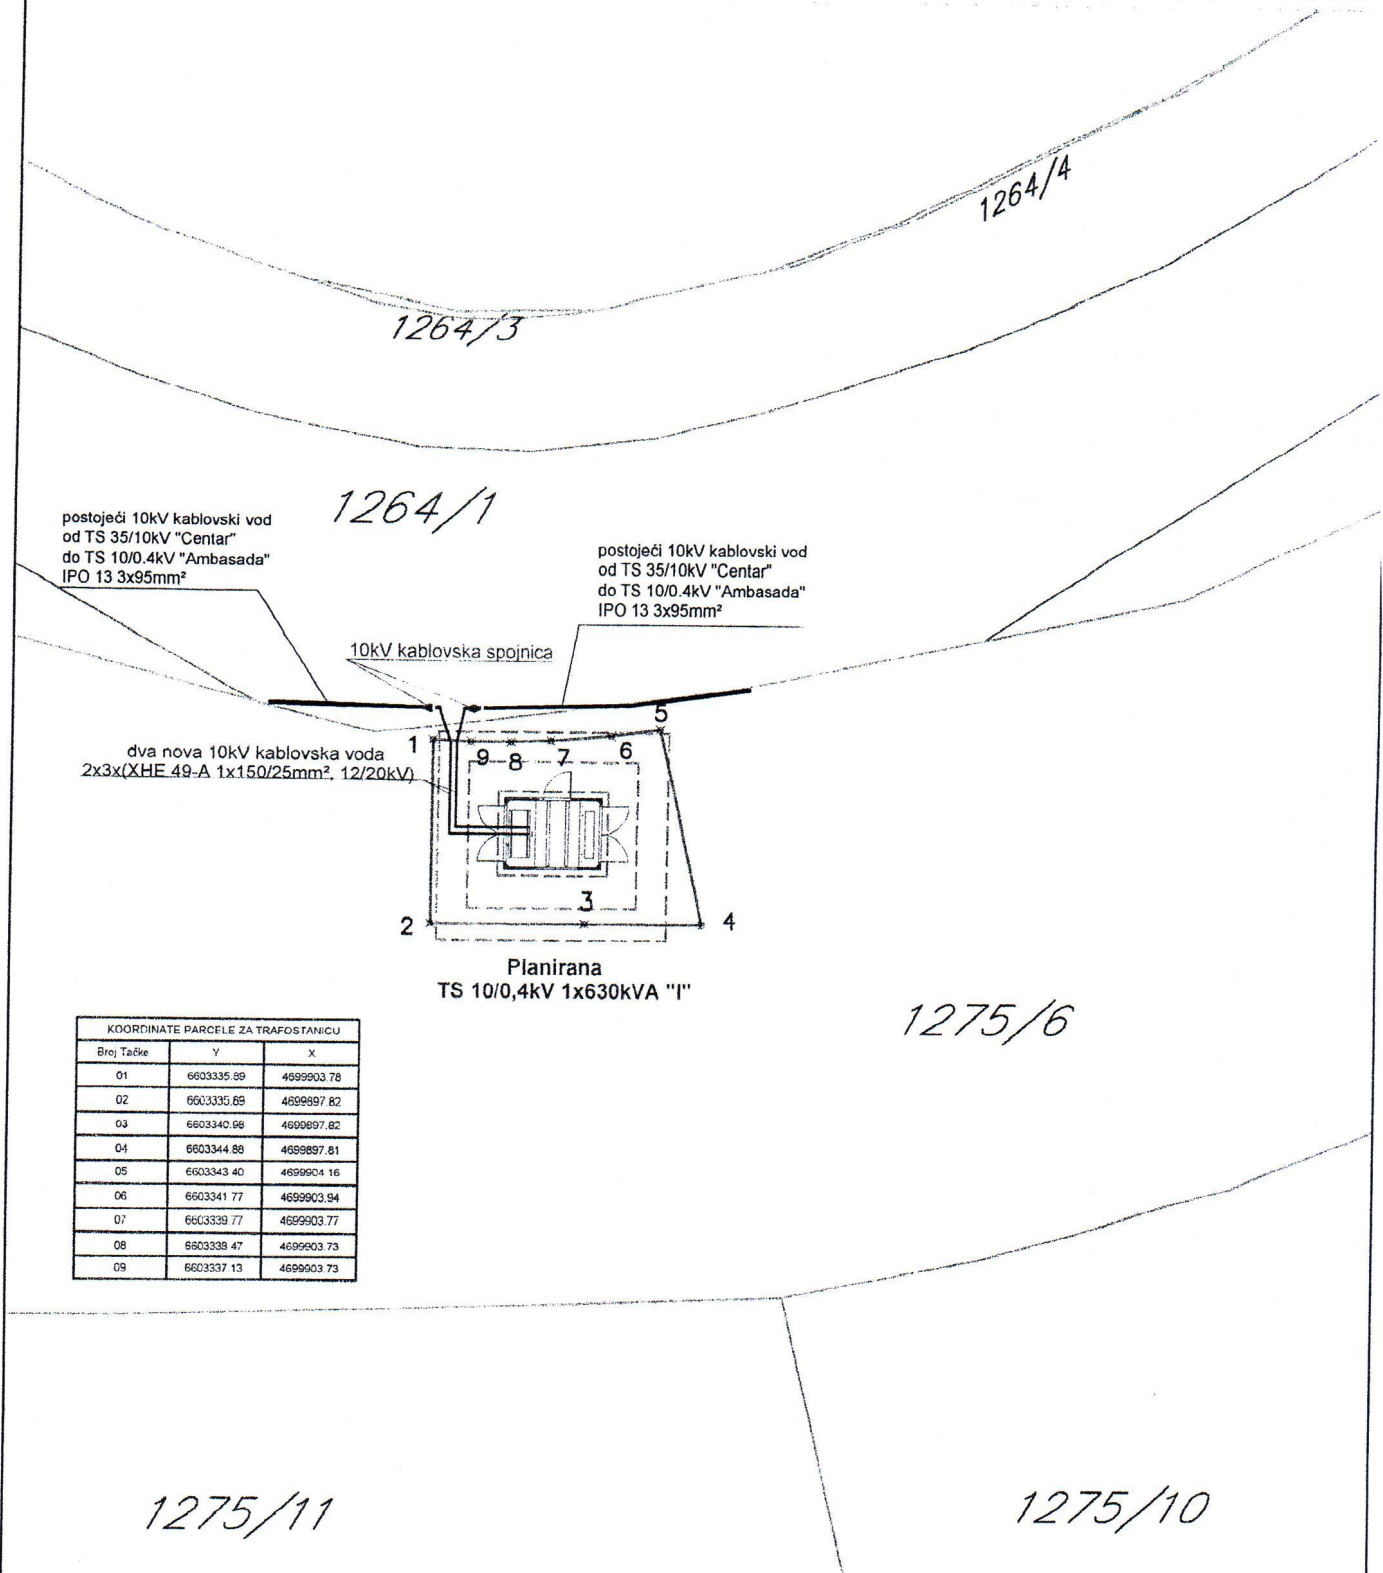 1264/4
1264/3
1264/1
postojeći 10kV kablovski vod
od TS 35/10kV "Centar"
do TS 10/0.4kV "Ambasada"
IPO 13 3x95mm²
postojeći 10kV kablovski vod
od TS 35/10kV "Centar"
do TS 10/0.4kV "Ambasada"
IPO 13 3x95mm²
10kV kablovska spojnica
dva nova 10kV kablovska voda
2x3x(XHE 49-A 1x150/25mm², 12/20kV)
1
9
8
7
6
5
2
3
4
Planirana
TS 10/0,4kV 1x630kVA "I"
1275/6
KOORDINATE PARCELE ZA TRAFOSTANICU
Broj Tačke Y X
01 6603335.89 4699903.78
02 6603335.89 4699897.82
03 6603340.98 4699897.82
04 6603344.88 4699897.81
05 6603343.40 4699904.16
06 6603341.77 4699903.94
07 6603339.77 4699903.77
08 6603338.47 4699903.73
09 6603337.13 4699903.73
1275/11
1275/10